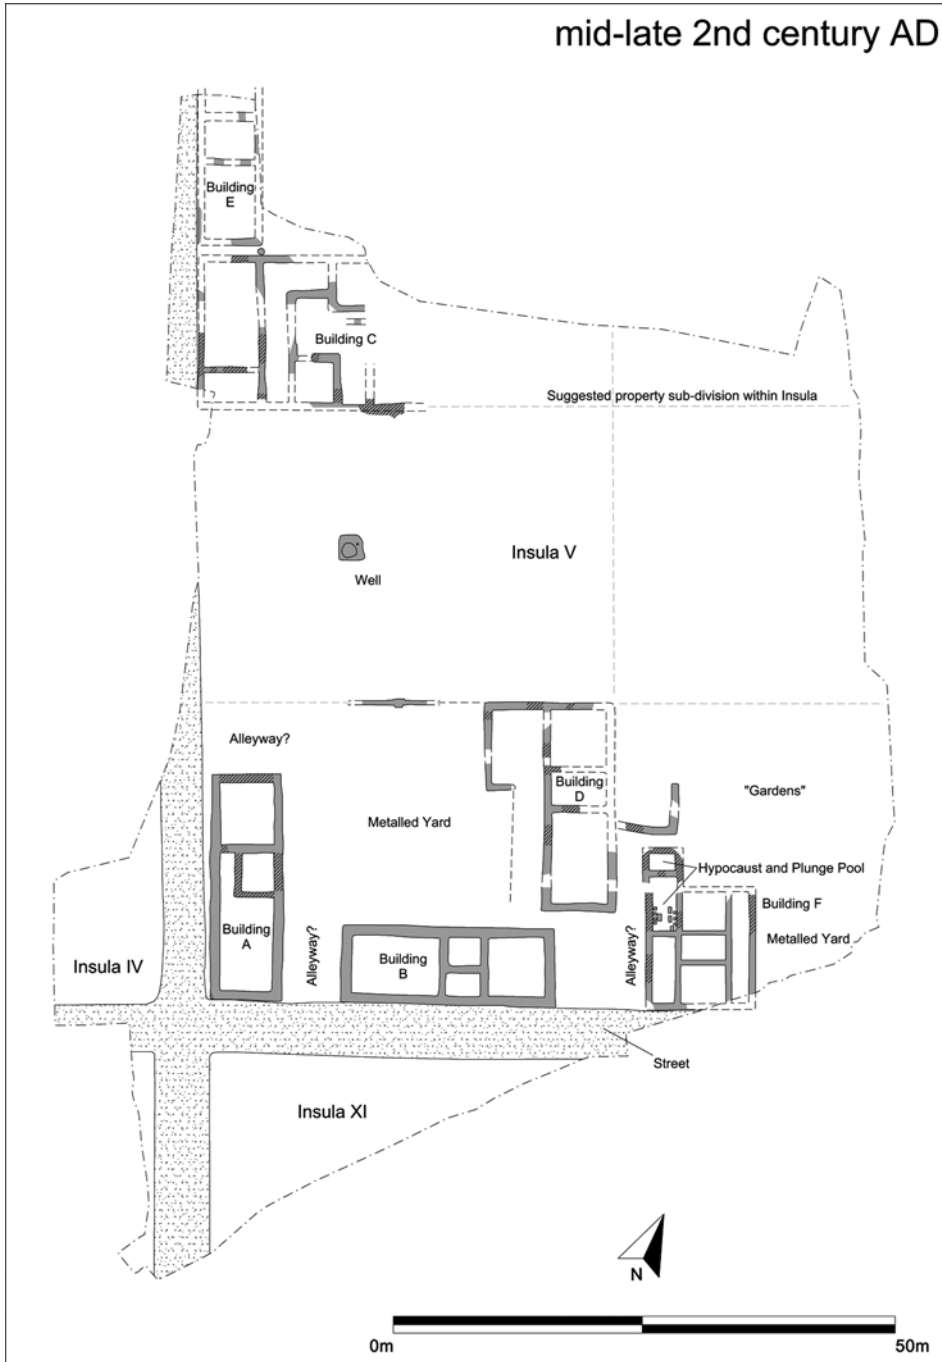 mid-late 2nd century AD
Building
E
Building C
Suggested property sub-division within Insula
Insula V
Well
Alleyway?
Building
D
"Gardens"
Metalled Yard
Hypocaust and Plunge Pool
Building F
Building
A
Alleyway?
Building
B
Alleyway?
Metalled Yard
Insula IV
Street
Insula XI
N
0m
50m